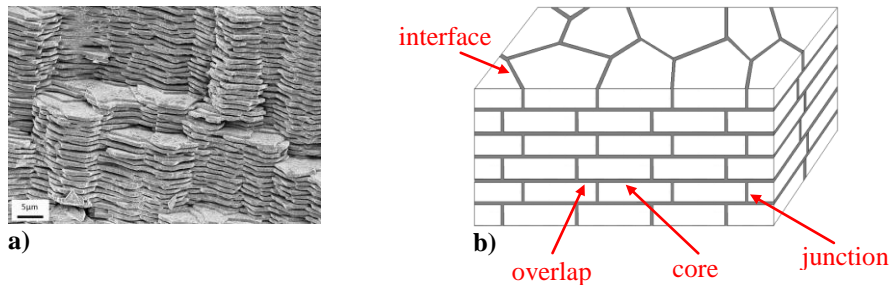 5μm
a)
interface
b)
overlap
core
junction